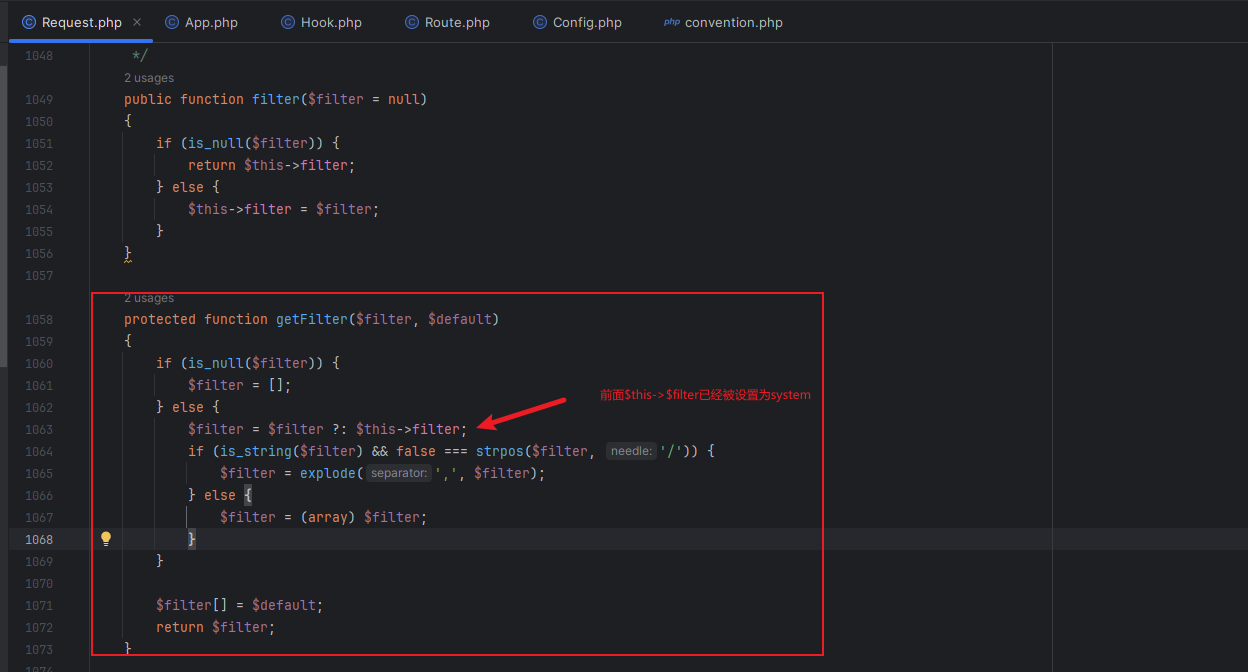 Request.php × App.php Hook.php Route.php Config.php php convention.php
1048 */
2 usages
1049 public function filter($filter = null)
1050 {
1051 if (is_null($filter)) {
1052 return $this->filter;
1053 } else {
1054 $this->filter = $filter;
1055 }
1056 }
1057
2 usages
1058 protected function getFilter($filter, $default)
1059 {
1060 if (is_null($filter)) {
1061 $filter = [];
前面$this->$filter已经被设置为system
1062 } else {
1063 $filter = $filter ?: $this->filter;
1064 if (is_string($filter) && false === strpos($filter, needle: '/')) {
1065 $filter = explode( separator: ',', $filter);
1066 } else {
1067 $filter = (array) $filter;
1068 }
1069 }
1070
1071 $filter[] = $default;
1072 return $filter;
1073 }
1074